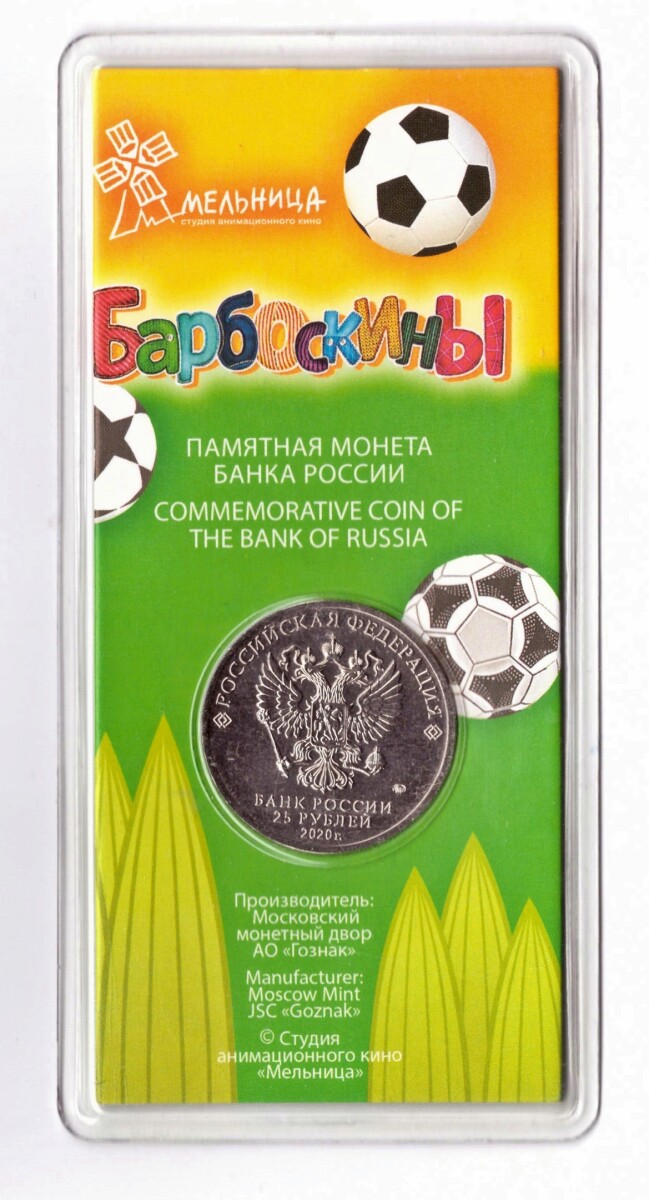 МЕЛЬНИЦА
студия анимационного кино
Барбоскины
ПАМЯТНАЯ МОНЕТА
БАНКА РОССИИ
COMMEMORATIVE COIN OF
THE BANK OF RUSSIA
РОССИЙСКАЯ ФЕДЕРАЦИЯ
БАНК РОССИИ
25 РУБЛЕЙ
2020 г.
Производитель:
Московский
монетный двор
АО «Гознак»
Manufacturer:
Moscow Mint
JSC «Goznak»
© Студия
анимационного кино
«Мельница»